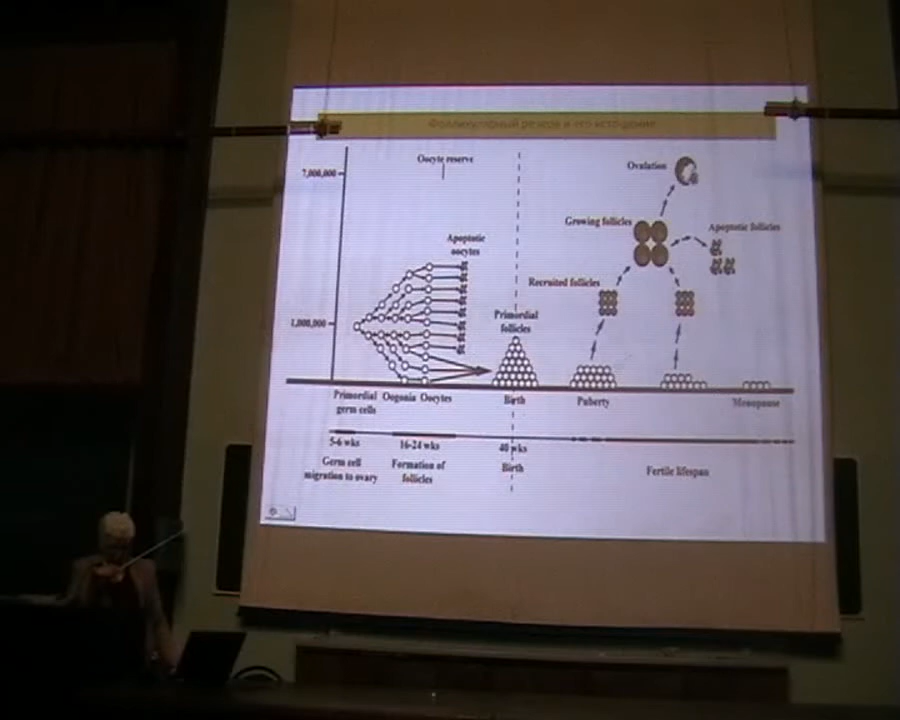 Фолликулярный резерв и его истощение
Oocyte reserve
7,000,000
1,000,000
Apoptotic
oocytes
Primordial
follicles
Ovulation
Growing follicles
Apoptotic follicles
Recruited follicles
Primordial
germ cells
Oogonia
Oocytes
Birth
Puberty
Menopause
5-6 wks
16-24 wks
40 wks
Germ cell
migration to ovary
Formation of
follicles
Birth
Fertile lifespan